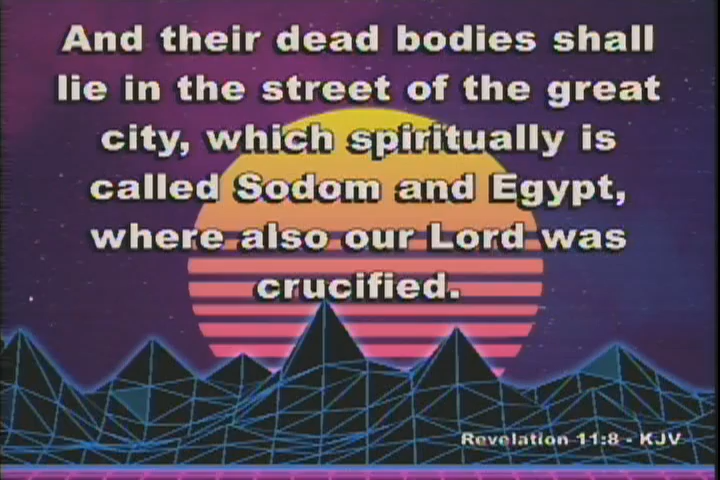 And their dead bodies shall
lie in the street of the great
city, which spiritually is
called Sodom and Egypt,
where also our Lord was
crucified.
Revelation 11:8 - KJV